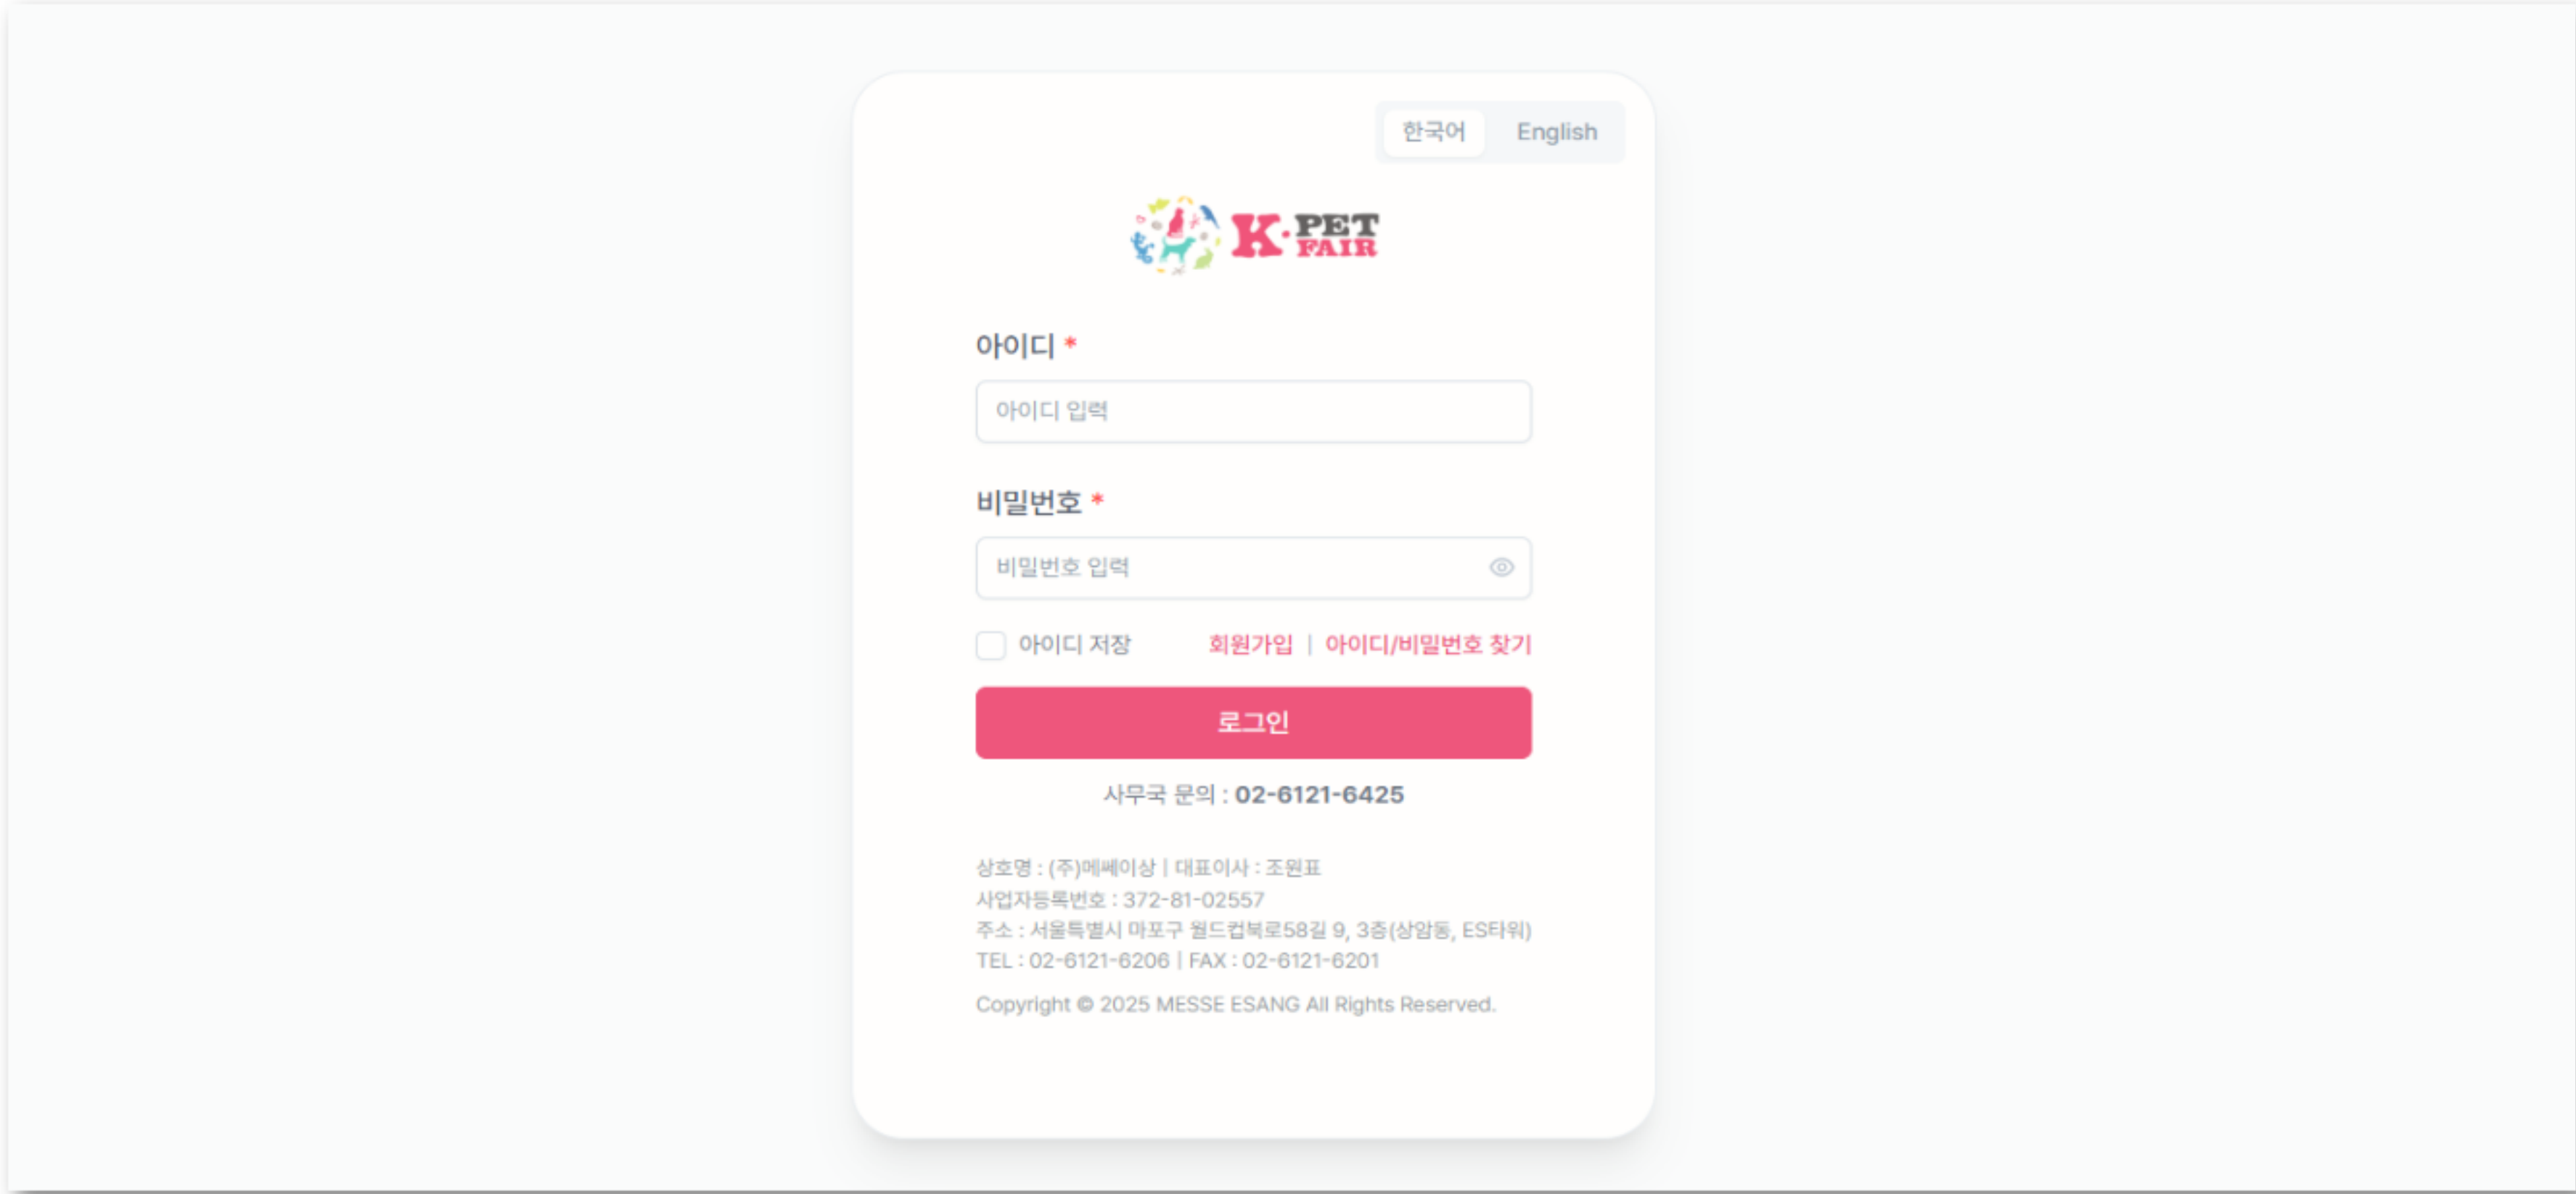 한국어 English
K·PET FAIR
아이디 *
아이디 입력
비밀번호 *
비밀번호 입력
아이디 저장 회원가입 | 아이디/비밀번호 찾기
로그인
사무국 문의 : 02-6121-6425
상호명 : (주)메쎄이상 | 대표이사 : 조원표
사업자등록번호 : 372-81-02557
주소 : 서울특별시 마포구 월드컵북로58길 9, 3층(상암동, ES타워)
TEL : 02-6121-6206 | FAX : 02-6121-6201
Copyright © 2025 MESSE ESANG All Rights Reserved.